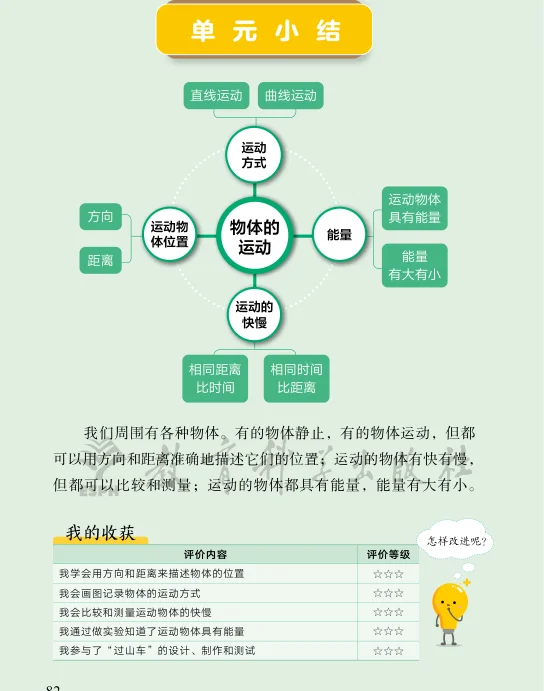 单元小结
直线运动
曲线运动
运动
方式
方向
距离
运动物
体位置
物体的
运动
能量
运动物体
具有能量
能量
有大有小
运动的
快慢
相同距离
比时间
相同时间
比距离
我们周围有各种物体，有的物体静止，有的物体运动，但都
可以用方向和距离准确地描述它们的位置；运动的物体有快有慢，
但都可以比较和测量；运动的物体都具有能量，能量有大有小。
教育科学出版社
我的收获
怎样改进呢?
评价内容 评价等级
我学会用方向和距离来描述物体的位置 ☆☆☆
我会画图记录物体的运动方式 ☆☆☆
我会比较和测量运动物体的快慢 ☆☆☆
我通过做实验知道了运动物体具有能量 ☆☆☆
我参与了“过山车”的设计、制作和测试 ☆☆☆
82